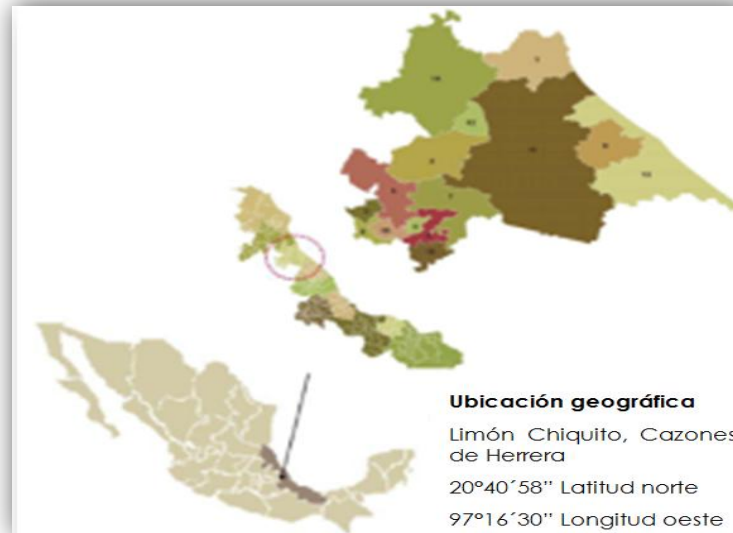 Ubicación geográfica
Limón Chiquito, Cazones
de Herrera
20°40´58” Latitud norte
97°16´30” Longitud oeste